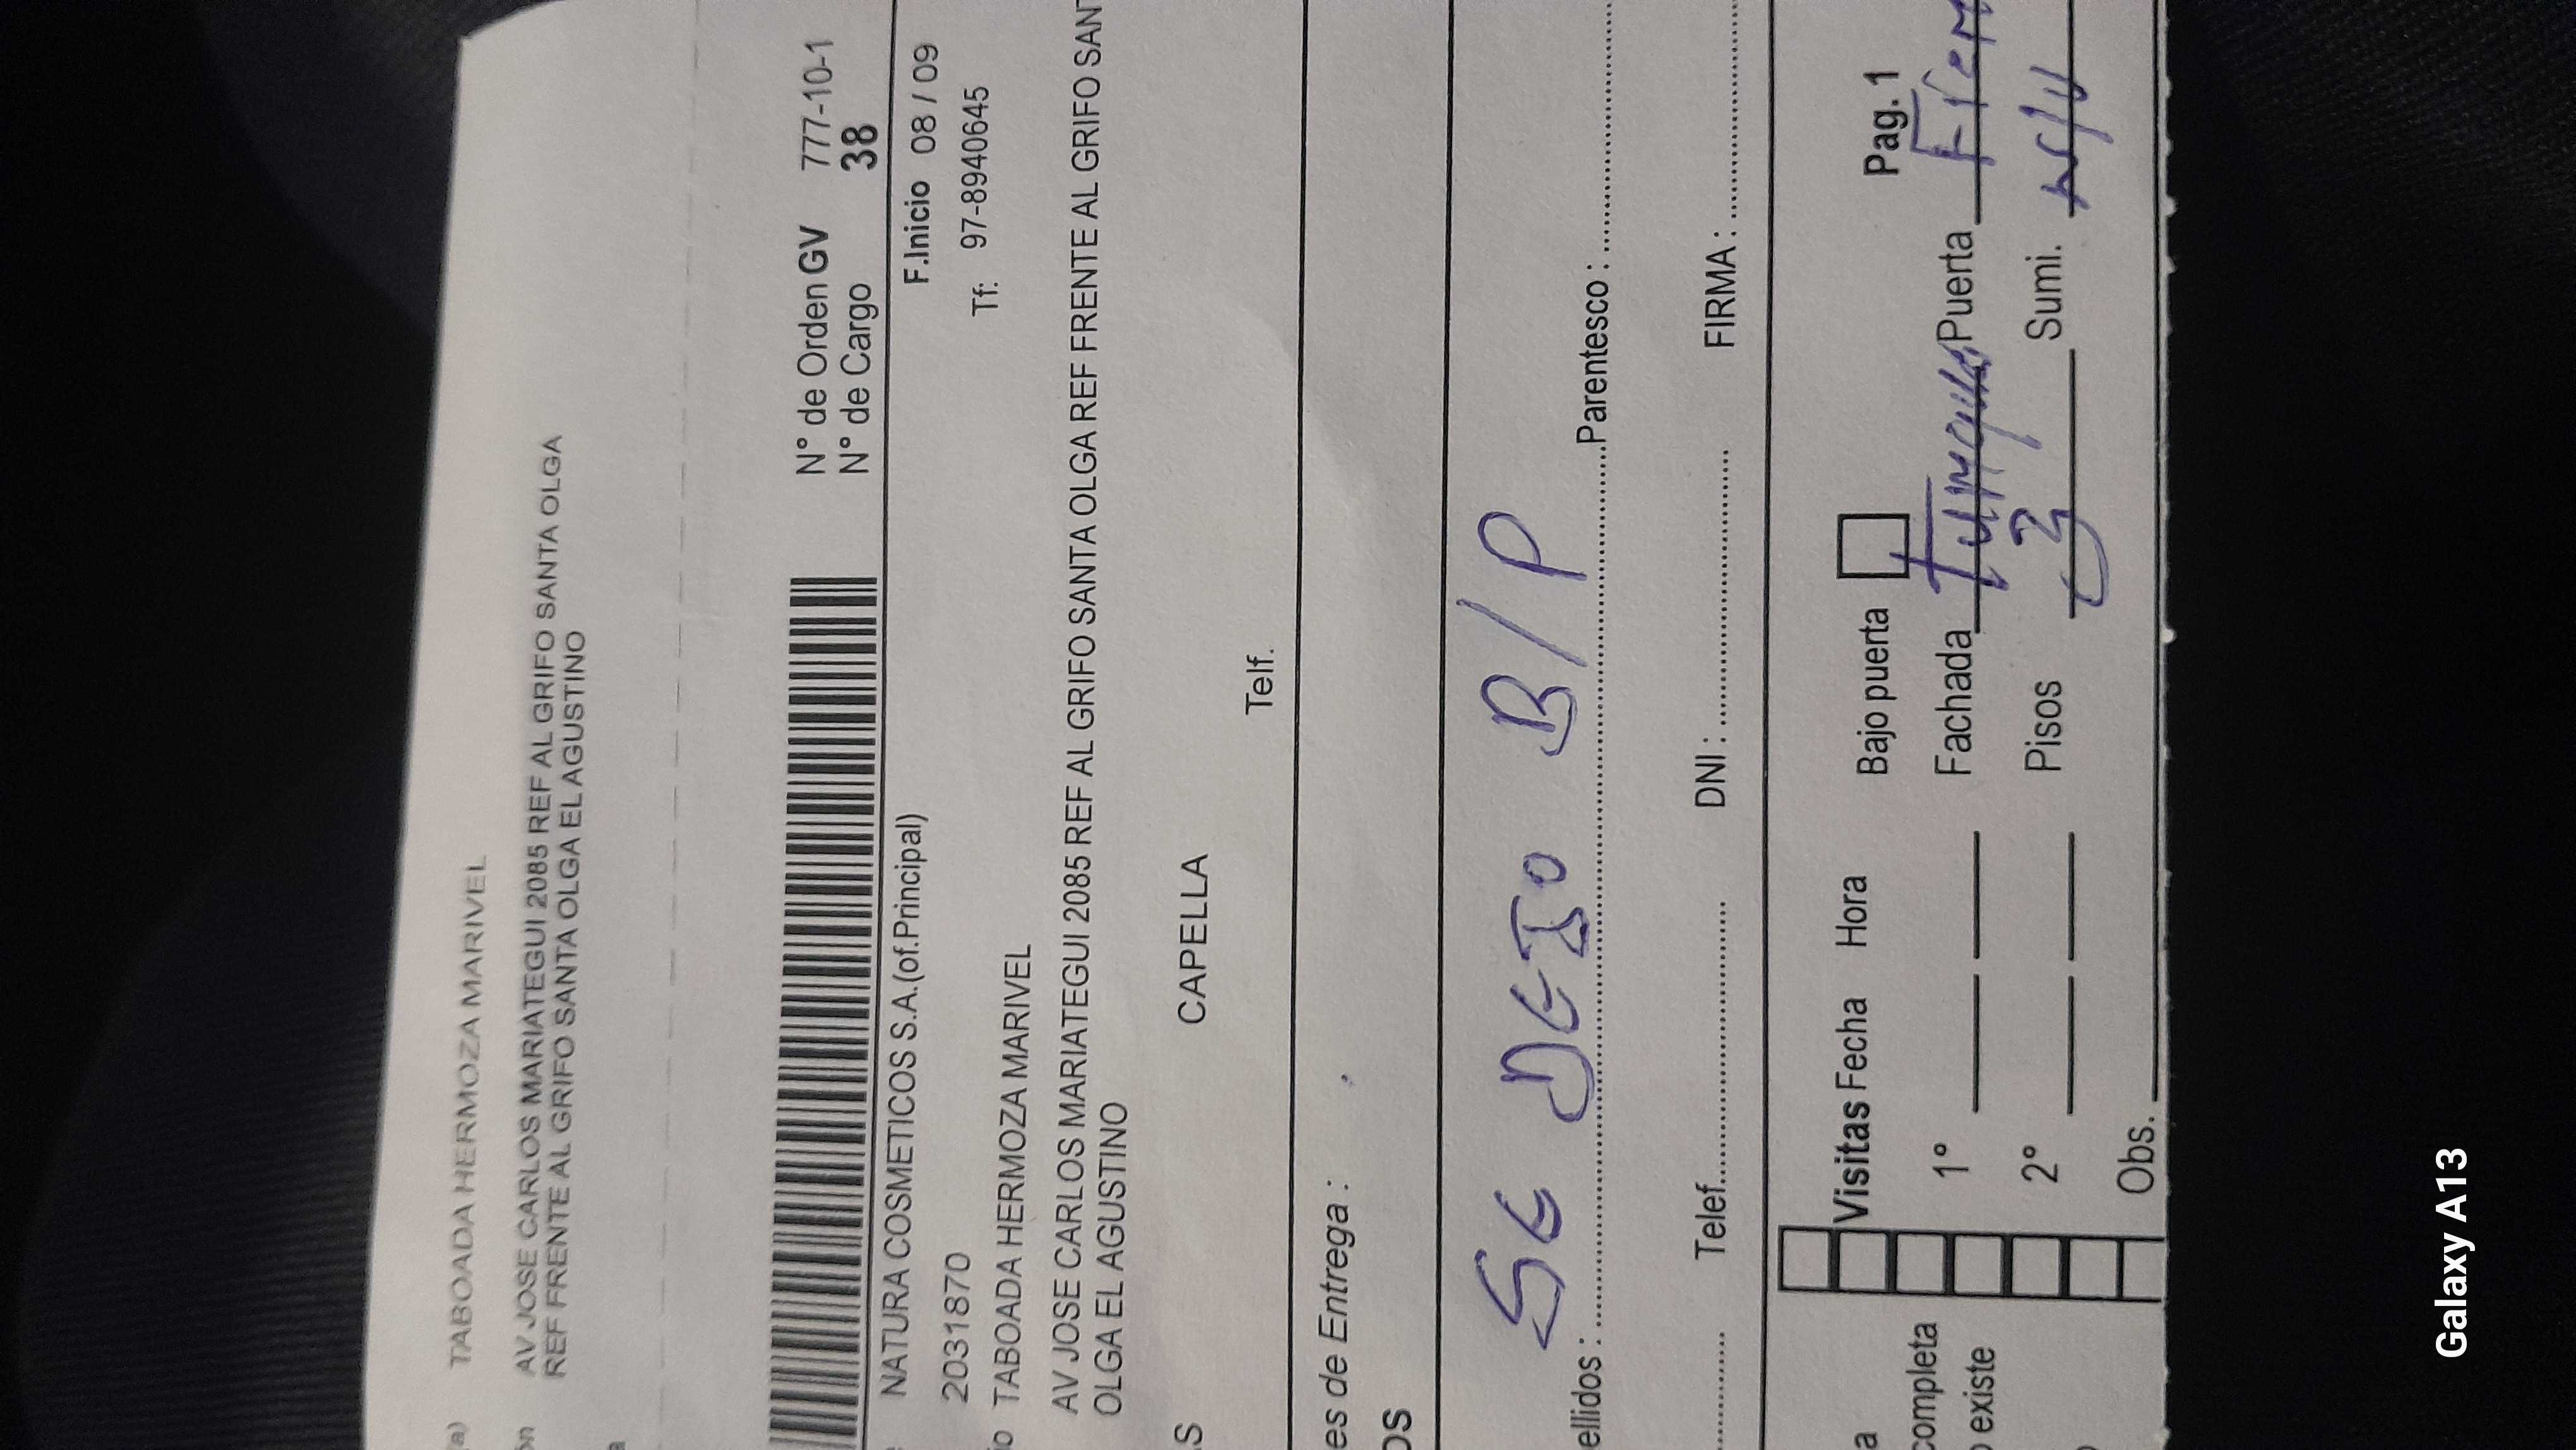 a) TABOADA HERMOZA MARIVEL
ón AV JOSE CARLOS MARIATEGUI 2085 REF AL GRIFO SANTA OLGA
REF FRENTE AL GRIFO SANTA OLGA EL AGUSTINO
a
N° de Orden GV 777-10-1
N° de Cargo 38
NATURA COSMETICOS S.A.(of.Principal) F.Inicio 08 / 09
2031870 Tf: 97-8940645
io TABOADA HERMOZA MARIVEL
AV JOSE CARLOS MARIATEGUI 2085 REF AL GRIFO SANTA OLGA REF FRENTE AL GRIFO SANT
OLGA EL AGUSTINO
S CAPELLA
Telf.
es de Entrega :
OS
SE DEJO B/P
ellidos : Parentesco :
Telef. DNI : FIRMA :
a Visitas Fecha Hora Bajo puerta Pag. 1
completa 1° Fachada Puerta
existe 2° Pisos 2 Sumi.
Obs.
Galaxy A13